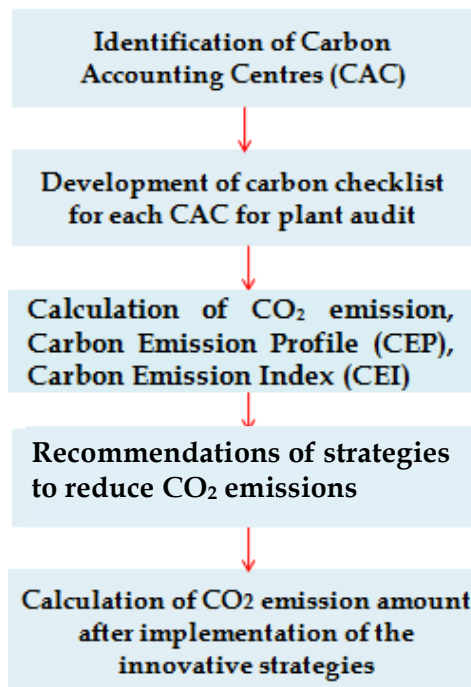 Identification of Carbon
Accounting Centres (CAC)
Development of carbon checklist
for each CAC for plant audit
Calculation of CO₂ emission,
Carbon Emission Profile (CEP),
Carbon Emission Index (CEI)
Recommendations of strategies
to reduce CO₂ emissions
Calculation of CO2 emission amount
after implementation of the
innovative strategies